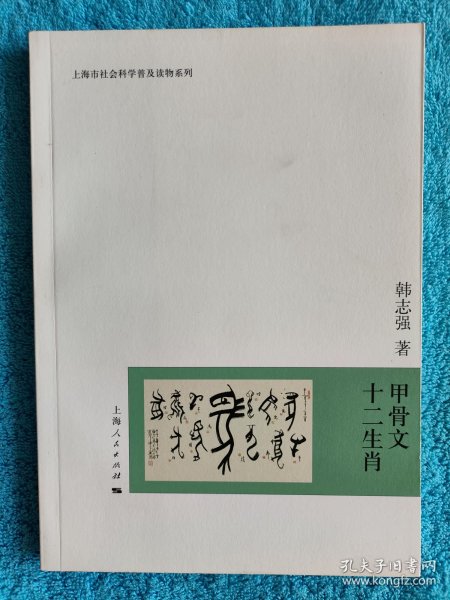 上海市社会科学普及读物系列
韩志强 著
甲骨文
十二生肖
上海人民出版社
孔夫子旧书网
www.kongfz.com